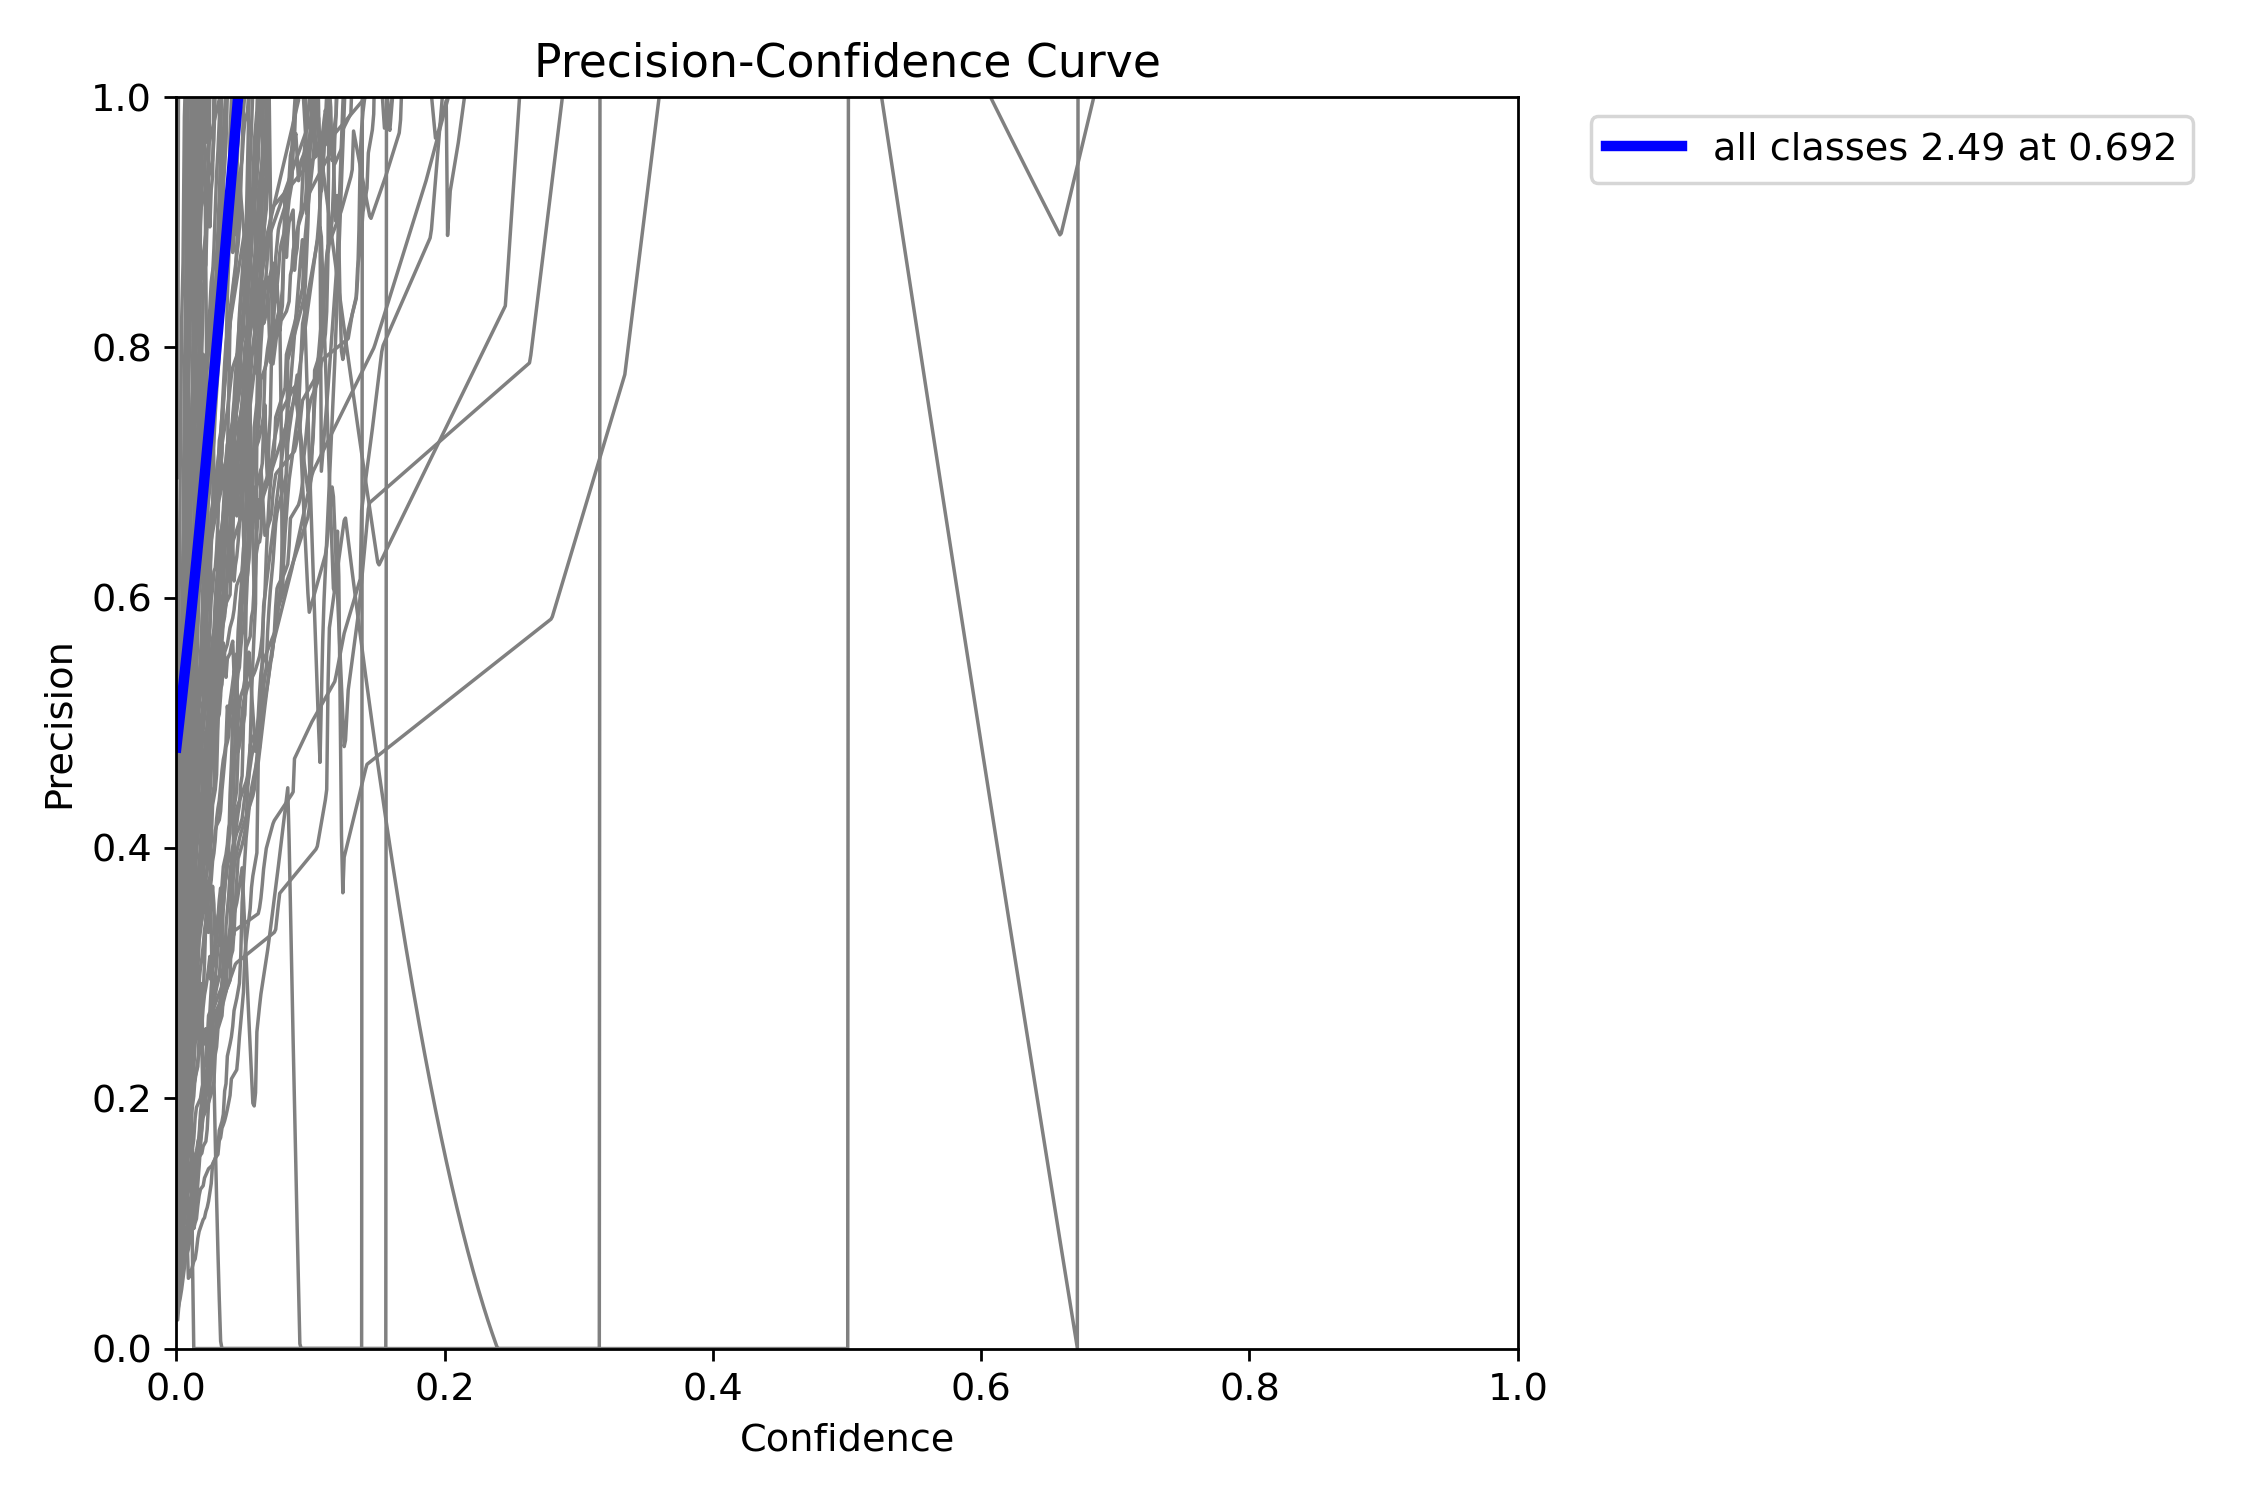 Precision-Confidence Curve
1.0
0.8
0.6
0.4
0.2
0.0
Precision
0.0 0.2 0.4 0.6 0.8 1.0
Confidence
all classes 2.49 at 0.692